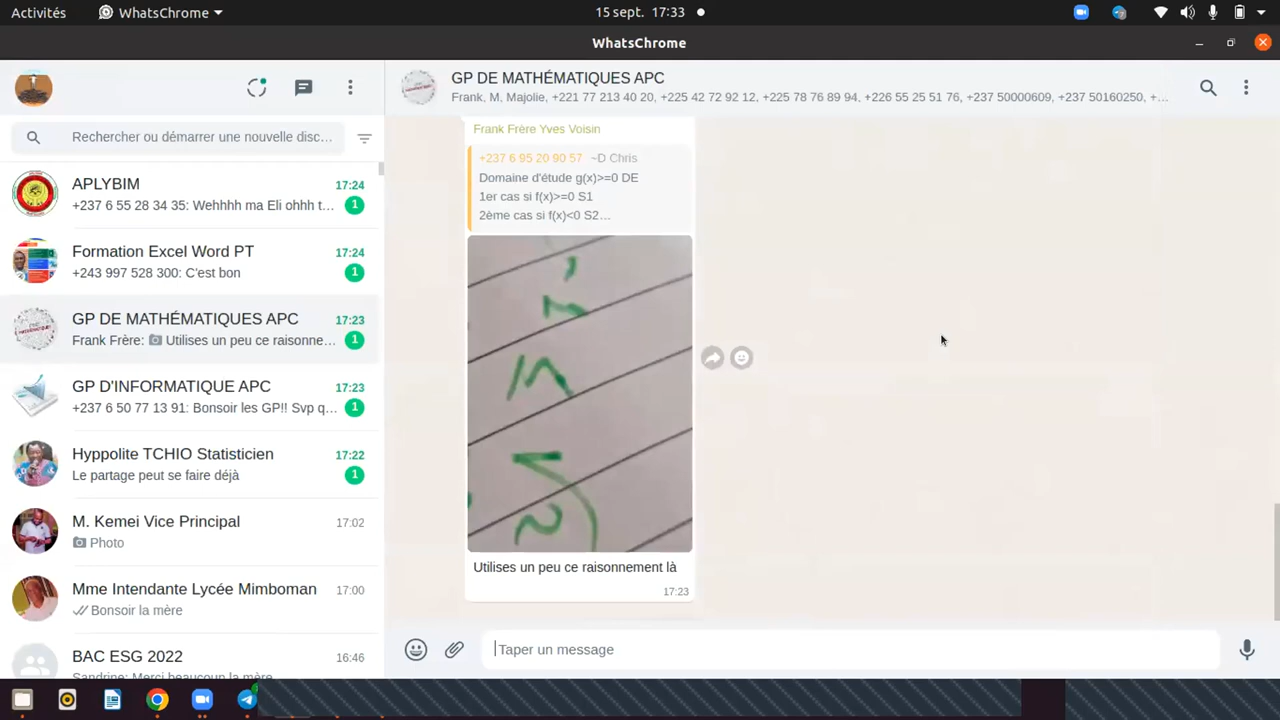 Activités
WhatsChrome
15 sept. 17:33
WhatsChrome
Rechercher ou démarrer une nouvelle disc...
APLYBIM
17:24
+237 6 55 28 34 35: Wehhhh ma Eli ohhh t...
1
Formation Excel Word PT
17:24
+243 997 528 300: C'est bon
1
GP DE MATHÉMATIQUES APC
17:23
Frank Frère: Utilises un peu ce raisonne...
1
GP D'INFORMATIQUE APC
17:23
+237 6 50 77 13 91: Bonsoir les GP!! Svp q...
1
Hyppolite TCHIO Statisticien
17:22
Le partage peut se faire déjà
1
M. Kemei Vice Principal
17:02
Photo
Mme Intendante Lycée Mimboman
17:00
Bonsoir la mère
BAC ESG 2022
16:46
Sandrine: Merci beaucoup la mère
GP DE MATHÉMATIQUES APC
Frank, M, Majolie, +221 77 213 40 20, +225 42 72 92 12, +225 78 76 89 94, +226 55 25 51 76, +237 50000609, +237 50160250, +...
Frank Frère Yves Voisin
+237 6 95 20 90 57 ~D Chris
Domaine d'étude g(x)>=0 DE
1er cas si f(x)>=0 S1
2ème cas si f(x)<0 S2...
Utilises un peu ce raisonnement là
17:23
Taper un message